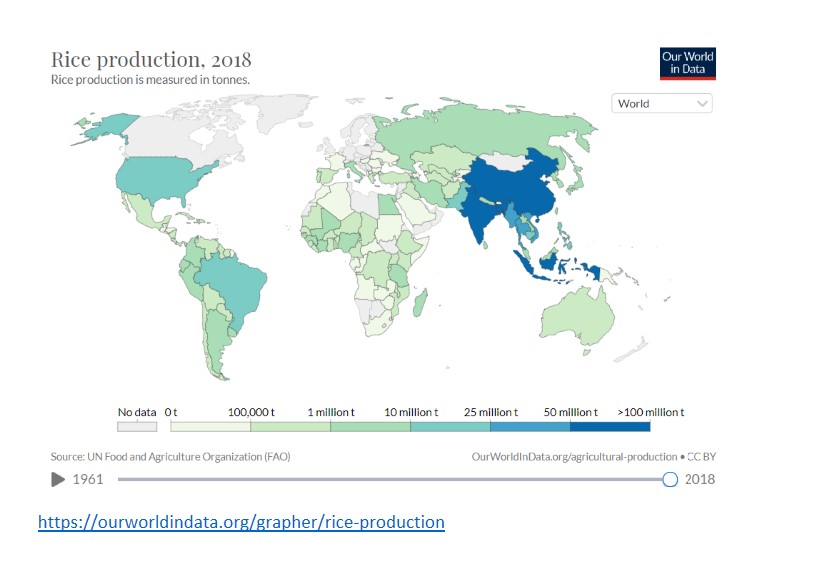 Rice production, 2018
Rice production is measured in tonnes.
Our World
in Data
World
No data 0 t 100,000 t 1 million t 10 million t 25 million t 50 million t >100 million t
Source: UN Food and Agriculture Organization (FAO) OurWorldInData.org/agricultural-production • CC BY
1961 2018
https://ourworldindata.org/grapher/rice-production